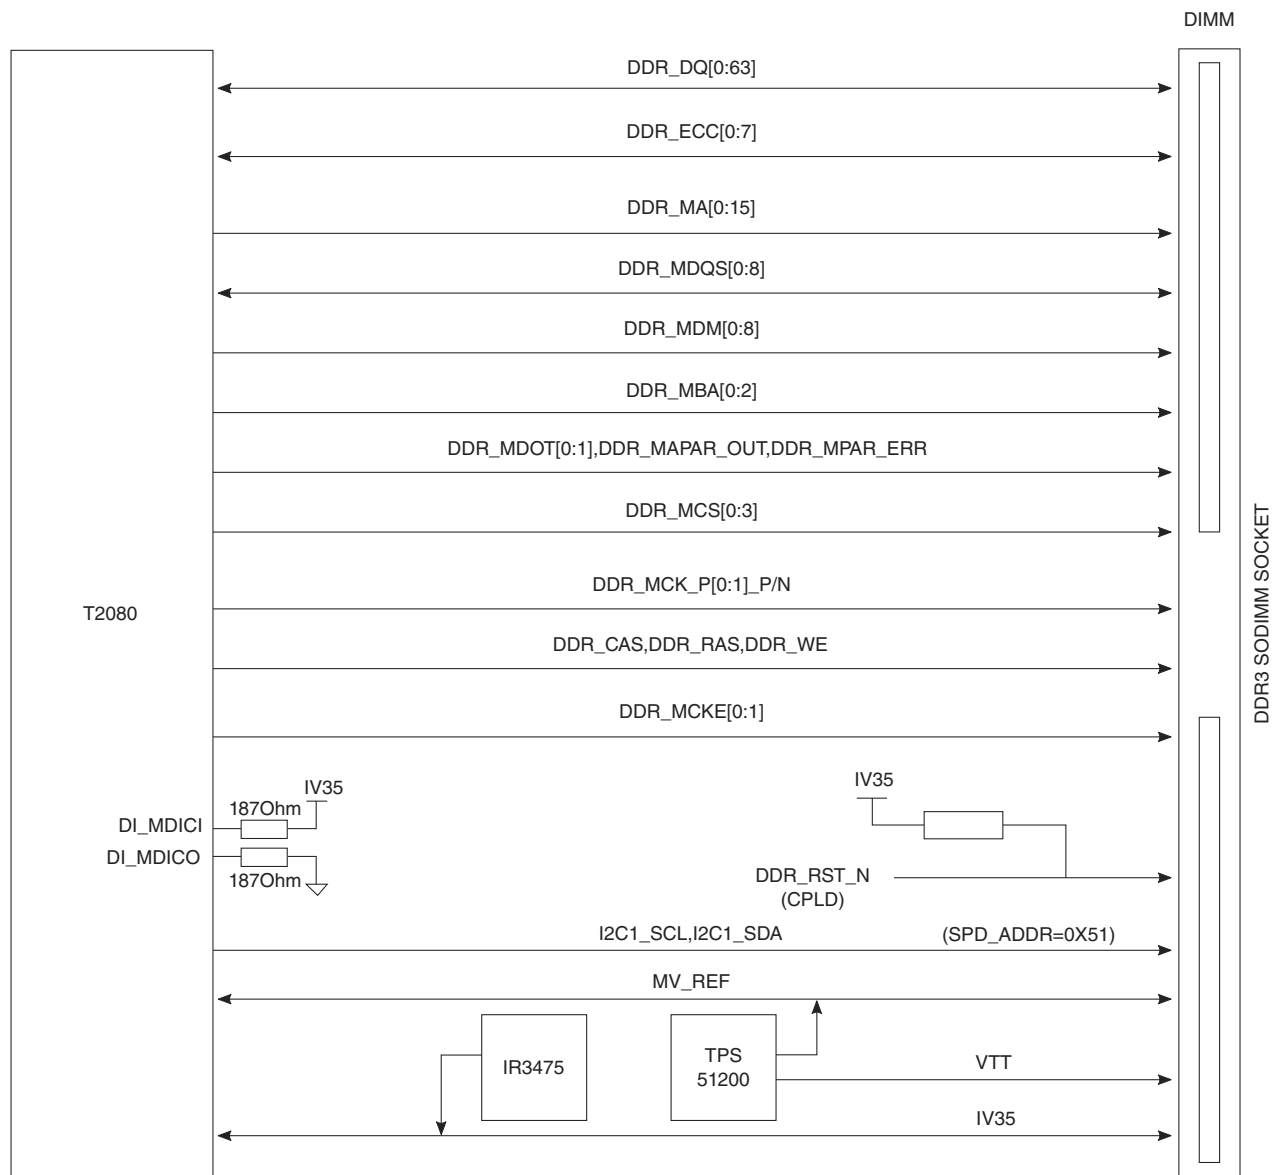 DIMM
DDR_DQ[0:63]
DDR_ECC[0:7]
DDR_MA[0:15]
DDR_MDQS[0:8]
DDR_MDM[0:8]
DDR_MBA[0:2]
DDR_MDOT[0:1],DDR_MAPAR_OUT,DDR_MPAR_ERR
DDR_MCS[0:3]
DDR3 SODIMM SOCKET
DDR_MCK_P[0:1]_P/N
T2080
DDR_CAS,DDR_RAS,DDR_WE
DDR_MCKE[0:1]
IV35
187Ohm
DI_MDICI
DI_MDICO
187Ohm
IV35
DDR_RST_N
(CPLD)
I2C1_SCL,I2C1_SDA
(SPD_ADDR=0X51)
MV_REF
IR3475
TPS
51200
VTT
IV35